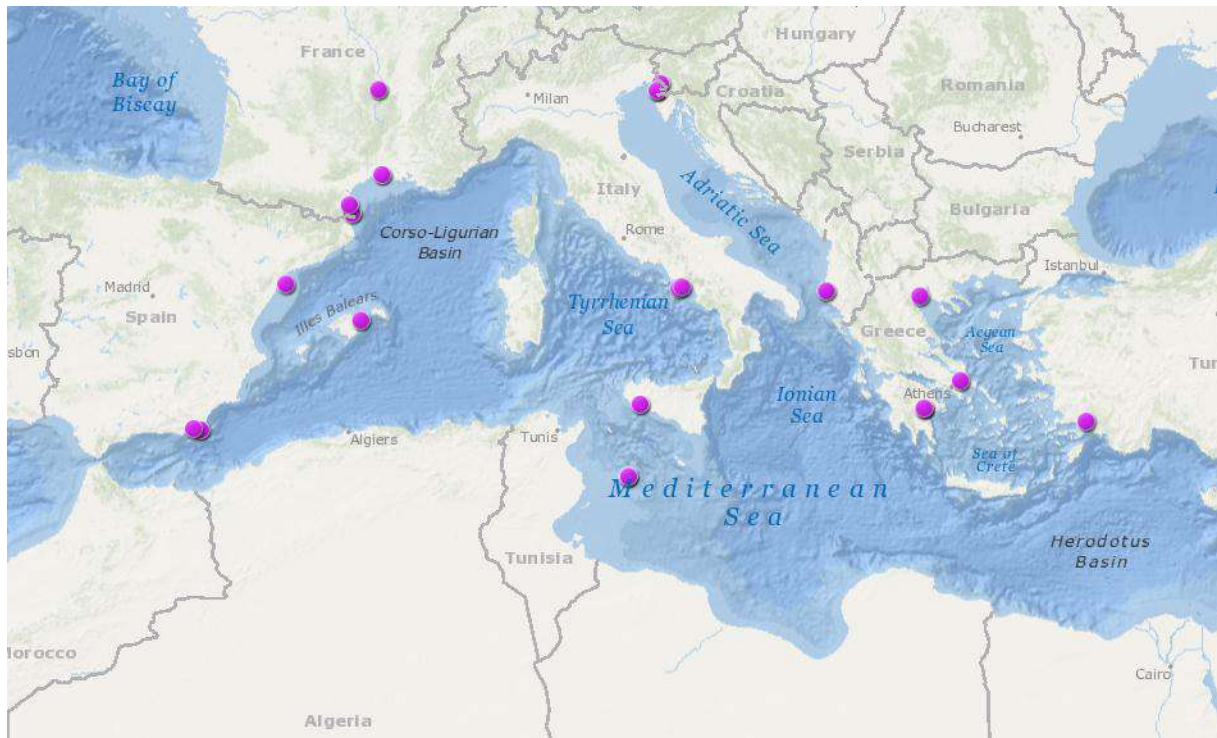 Hungary
France
Bay of
Biscay
Milan
Croatia
Romania
Bucharest
Serbia
Italy
Adriatic Sea
Bulgaria
Corso-Ligurian
Basin
Rome
Istanbul
Madrid
Spain
Illes Balears
Tyrrhenian
Sea
Greece
Aegean
Sea
sbon
Tur
Ionian
Sea
Athens
Algiers
Tunis
Sea of
Crete
Mediterranean
Sea
Herodotus
Basin
Tunisia
Morocco
Cairo
Algeria